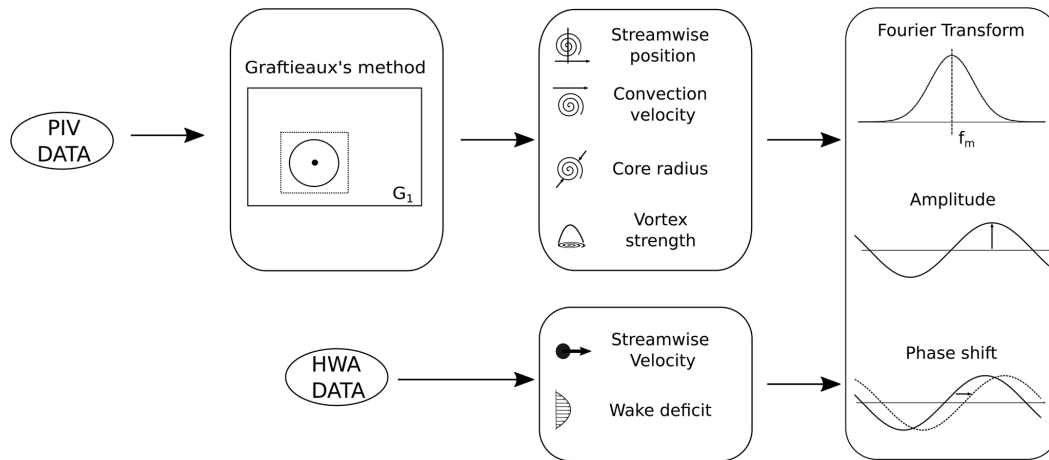 PIV
DATA
Graftieaux's method
G1
Streamwise
position
Convection
velocity
Core radius
Vortex
strength
HWA
DATA
Streamwise
Velocity
Wake deficit
Fourier Transform
fm
Amplitude
Phase shift